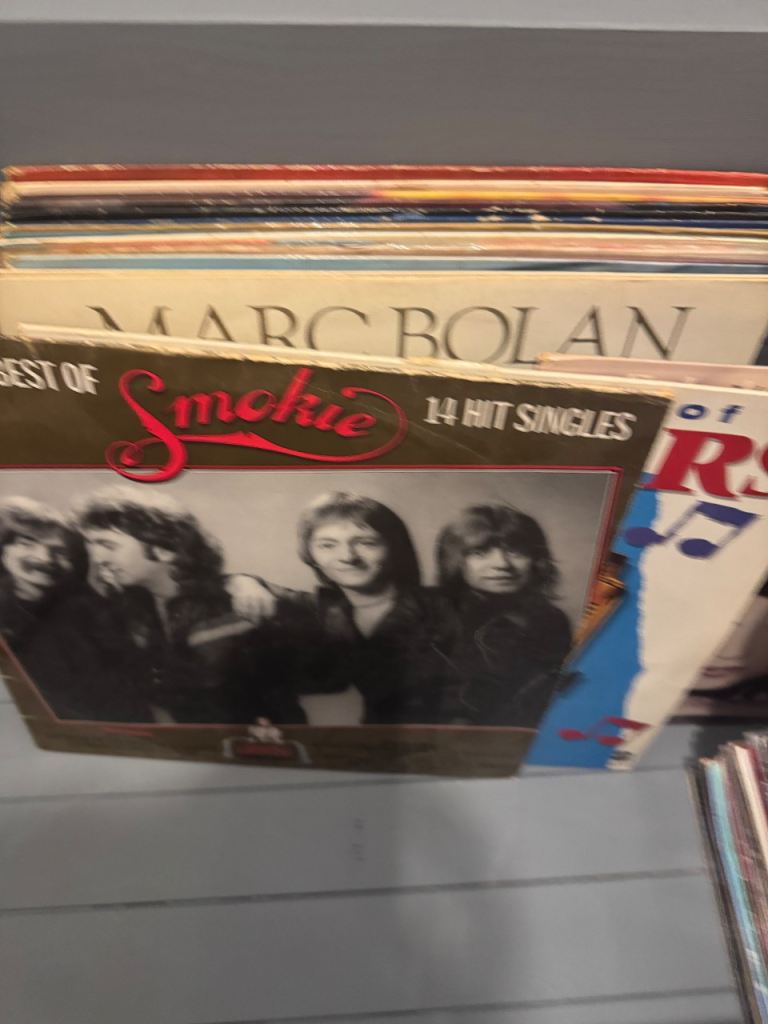 MARC BOLAN
BEST OF
Smokie
14 HIT SINGLES
of
RS